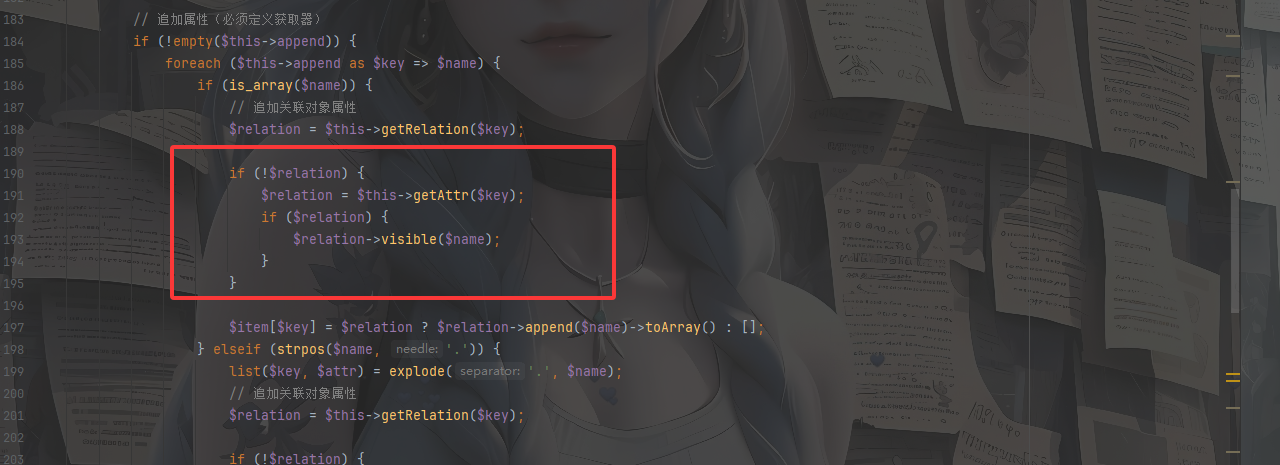 183 // 追加属性（必须定义获取器）
184 if (!empty($this->append)) {
185 foreach ($this->append as $key => $name) {
186 if (is_array($name)) {
187 // 追加关联对象属性
188 $relation = $this->getRelation($key);
189
190 if (!$relation) {
191 $relation = $this->getAttr($key);
192 if ($relation) {
193 $relation->visible($name);
194 }
195 }
196
197 $item[$key] = $relation ? $relation->append($name)->toArray() : [];
198 } elseif (strpos($name, needle: '.')) {
199 list($key, $attr) = explode( separator: '.', $name);
200 // 追加关联对象属性
201 $relation = $this->getRelation($key);
202
203 if (!$relation) {